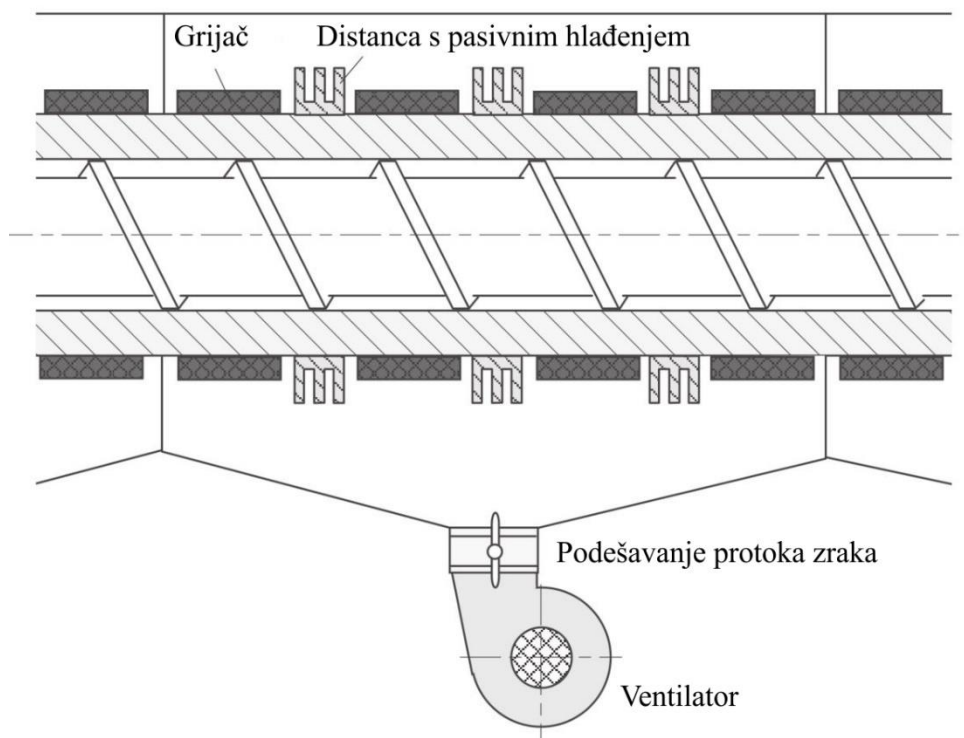 Grijač
Distanca s pasivnim hlađenjem
Podešavanje protoka zraka
Ventilator